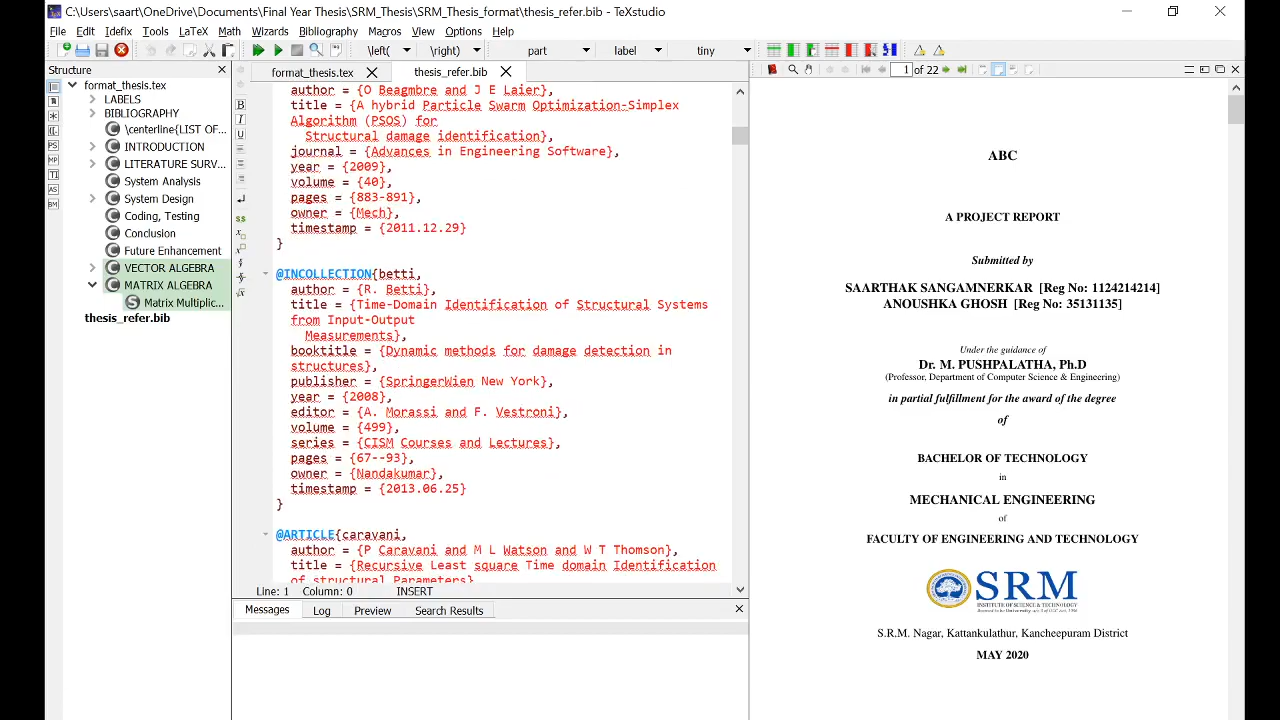 C:\Users\saart\OneDrive\Documents\Final Year Thesis\SRM_Thesis\SRM_Thesis_Format\thesis_refer.bib - TeXstudio
File Edit Idefix Tools LaTeX Math Wizards Bibliography Macros View Options Help
\left( \right) part label tiny
Structure
format_thesis.tex
LABELS
BIBLIOGRAPHY
\centerline{LIST OF...
INTRODUCTION
LITERATURE SURV...
System Analysis
System Design
Coding, Testing
Conclusion
Future Enhancement
VECTOR ALGEBRA
MATRIX ALGEBRA
Matrix Multiplic...
thesis_refer.bib
format_thesis.tex thesis_refer.bib
author = {O Beagmbre and J E Laier},
title = {A hybrid Particle Swarm Optimization-Simplex
Algorithm (PSOS) for
Structural damage identification},
journal = {Advances in Engineering Software},
year = {2009},
volume = {40},
pages = {883-891},
owner = {Mech},
timestamp = {2011.12.29}
}
@INCOLLECTION{betti,
author = {R. Betti},
title = {Time-Domain Identification of Structural Systems
from Input-Output
Measurements},
booktitle = {Dynamic methods for damage detection in
structures},
publisher = {SpringerWien New York},
year = {2008},
editor = {A. Morassi and F. Vestroni},
volume = {499},
series = {CISM Courses and Lectures},
pages = {67--93},
owner = {Nandakumar},
timestamp = {2013.06.25}
}
@ARTICLE{caravani,
author = {P Caravani and M L Watson and W T Thomson},
title = {Recursive Least square Time domain Identification
of structural Parameters}
Line: 1 Column: 0 INSERT
Messages Log Preview Search Results
1 of 22
ABC
A PROJECT REPORT
Submitted by
SAARTHAK SANGAMNERKAR [Reg No: 1124214214]
ANOUSHKA GHOSH [Reg No: 35131135]
Under the guidance of
Dr. M. PUSHPALATHA, Ph.D
(Professor, Department of Computer Science & Engineering)
in partial fulfillment for the award of the degree
of
BACHELOR OF TECHNOLOGY
in
MECHANICAL ENGINEERING
of
FACULTY OF ENGINEERING AND TECHNOLOGY
SRM
INSTITUTE OF SCIENCE & TECHNOLOGY
S.R.M. Nagar, Kattankulathur, Kancheepuram District
MAY 2020